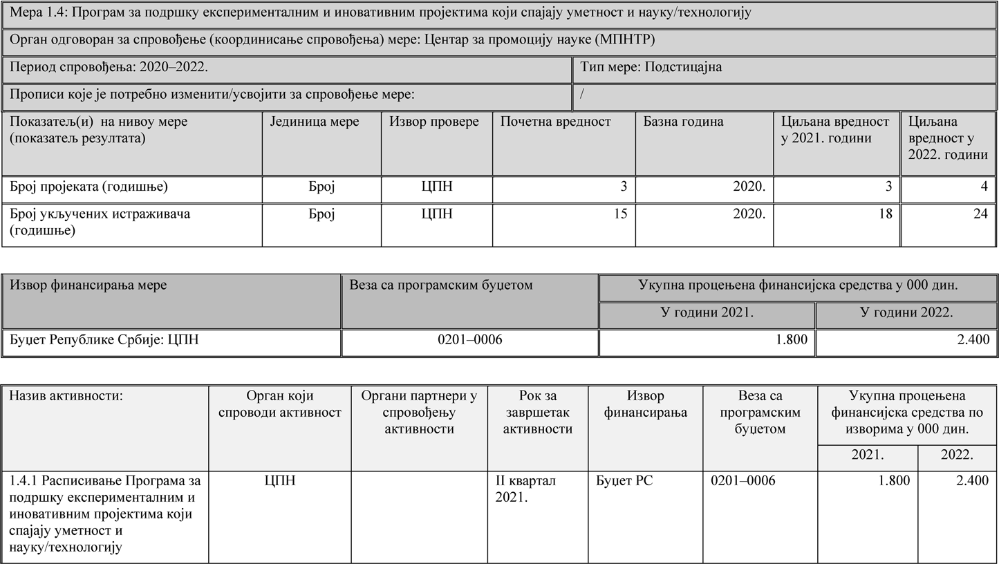 Мера 1.4: Програм за подршку експерименталним и иновативним пројектима који спајају уметност и науку/технологију
Орган одговоран за спровођење (координисање спровођења) мере: Центар за промоцију науке (МПНТР)
Период спровођења: 2020–2022.
Тип мере: Подстицајна
Прописи које је потребно изменити/усвојити за спровођење мере:
/
Показатељ(и) на нивоу мере
(показатељ резултата)
Јединица мере
Извор провере
Почетна вредност
Базна година
Циљана вредност
у 2021. години
Циљана
вредност у
2022. години
Број пројеката (годишње)
Број
ЦПН
3
2020.
3
4
Број укључених истраживача
(годишње)
Број
ЦПН
15
2020.
18
24
Извор финансирања мере
Веза са програмским буџетом
Укупна процењена финансијска средства у 000 дин.
У години 2021.
У години 2022.
Буџет Републике Србије: ЦПН
0201–0006
1.800
2.400
Назив активности:
Орган који
спроводи активност
Органи партнери у
спровођењу
активности
Рок за
завршетак
активности
Извор
финансирања
Веза са
програмским
буџетом
Укупна процењена
финансијска средства по
изворима у 000 дин.
2021.
2022.
1.4.1 Расписивање Програма за
подршку експерименталним и
иновативним пројектима који
спајају уметност и
науку/технологију
ЦПН
II квартал
2021.
Буџет РС
0201–0006
1.800
2.400